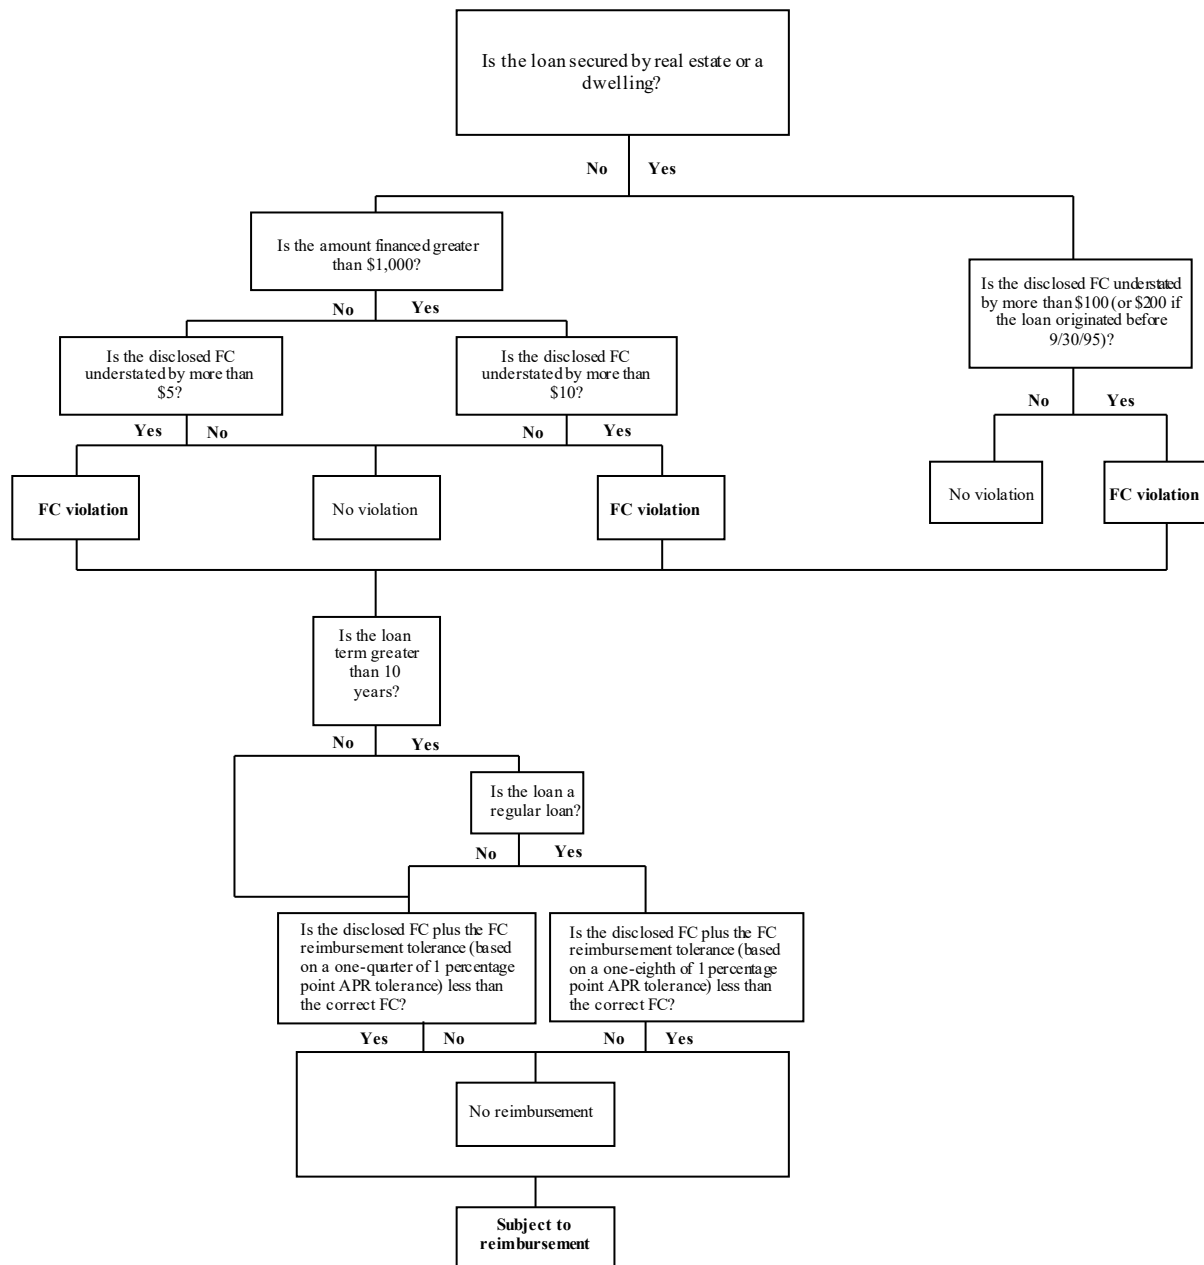 Is the loan secured by real estate or a
dwelling?
No
Yes
Is the amount financed greater
than $1,000?
Is the disclosed FC understated
by more than $100 (or $200 if
the loan originated before
9/30/95)?
No
Yes
Is the disclosed FC
understated by more than
$5?
Is the disclosed FC
understated by more than
$10?
No
Yes
Yes
No
No
Yes
FC violation
No violation
FC violation
No violation
FC violation
Is the loan
term greater
than 10
years?
No
Yes
Is the loan a
regular loan?
No
Yes
Is the disclosed FC plus the FC
reimbursement tolerance (based
on a one-quarter of 1 percentage
point APR tolerance) less than
the correct FC?
Is the disclosed FC plus the FC
reimbursement tolerance (based
on a one-eighth of 1 percentage
point APR tolerance) less than
the correct FC?
Yes
No
No
Yes
No reimbursement
Subject to
reimbursement